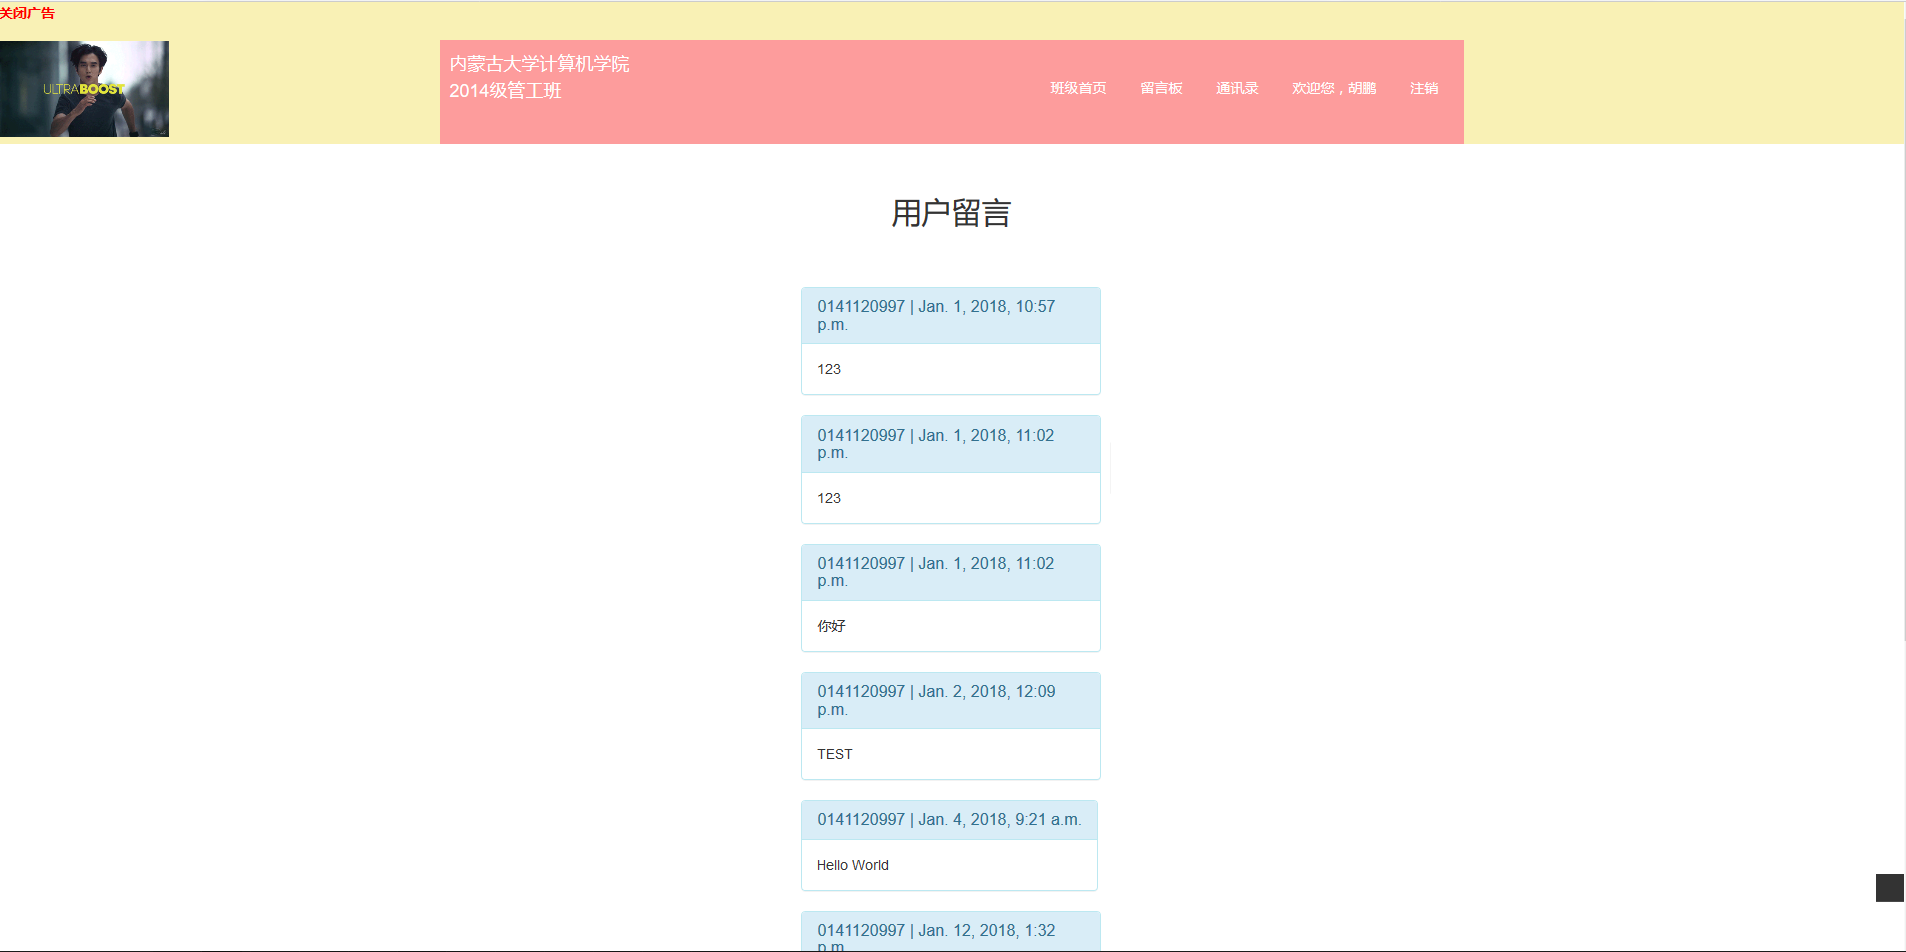 关闭广告
ULTRABOOST
内蒙古大学计算机学院
2014级管工班
班级首页 留言板 通讯录 欢迎您，胡鹏 注销
用户留言
0141120997 | Jan. 1, 2018, 10:57
p.m.
123
0141120997 | Jan. 1, 2018, 11:02
p.m.
123
0141120997 | Jan. 1, 2018, 11:02
p.m.
你好
0141120997 | Jan. 2, 2018, 12:09
p.m.
TEST
0141120997 | Jan. 4, 2018, 9:21 a.m.
Hello World
0141120997 | Jan. 12, 2018, 1:32
p.m.